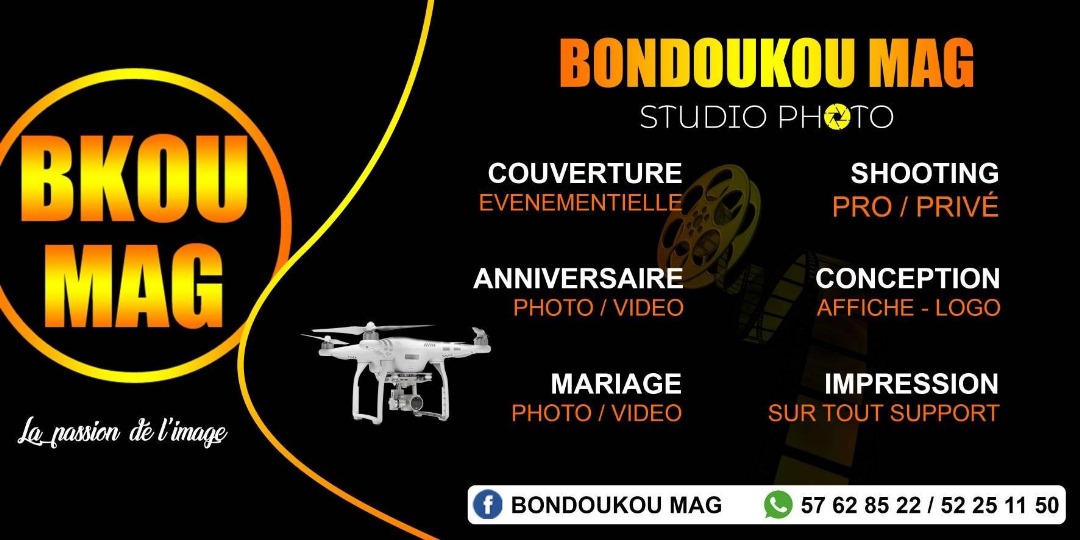 BKOU
MAG
La passion de l'image
BONDOUKOU MAG
STUDIO PHOTO
COUVERTURE
EVENEMENTIELLE
SHOOTING
PRO / PRIVÉ
ANNIVERSAIRE
PHOTO / VIDEO
CONCEPTION
AFFICHE - LOGO
MARIAGE
PHOTO / VIDEO
IMPRESSION
SUR TOUT SUPPORT
BONDOUKOU MAG 57 62 85 22 / 52 25 11 50